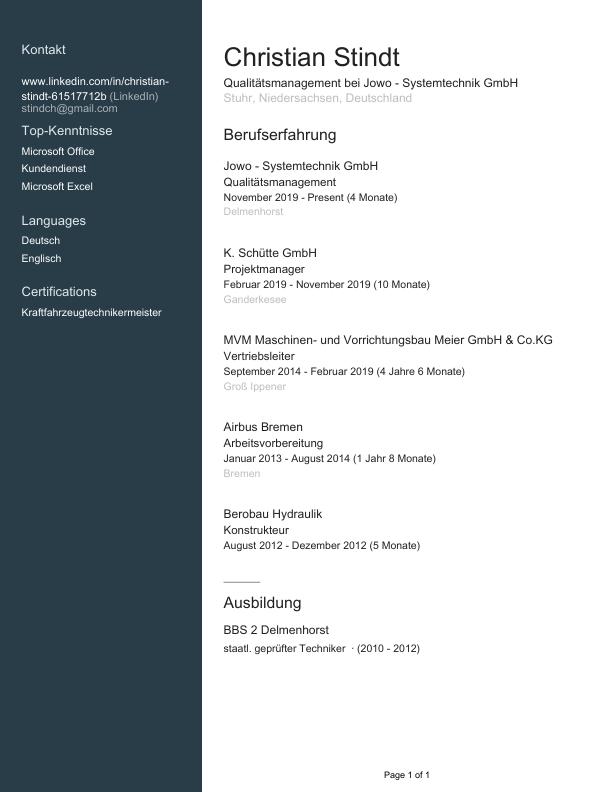 Kontakt
www.linkedin.com/in/christian-
stindt-61517712b (LinkedIn)
stindch@gmail.com
Top-Kenntnisse
Microsoft Office
Kundendienst
Microsoft Excel
Languages
Deutsch
Englisch
Certifications
Kraftfahrzeugtechnikermeister
Christian Stindt
Qualitätsmanagement bei Jowo - Systemtechnik GmbH
Stuhr, Niedersachsen, Deutschland
Berufserfahrung
Jowo - Systemtechnik GmbH
Qualitätsmanagement
November 2019 - Present (4 Monate)
Delmenhorst
K. Schütte GmbH
Projektmanager
Februar 2019 - November 2019 (10 Monate)
Ganderkesee
MVM Maschinen- und Vorrichtungsbau Meier GmbH & Co.KG
Vertriebsleiter
September 2014 - Februar 2019 (4 Jahre 6 Monate)
Groß Ippener
Airbus Bremen
Arbeitsvorbereitung
Januar 2013 - August 2014 (1 Jahr 8 Monate)
Bremen
Berobau Hydraulik
Konstrukteur
August 2012 - Dezember 2012 (5 Monate)
Ausbildung
BBS 2 Delmenhorst
staatl. geprüfter Techniker · (2010 - 2012)
Page 1 of 1